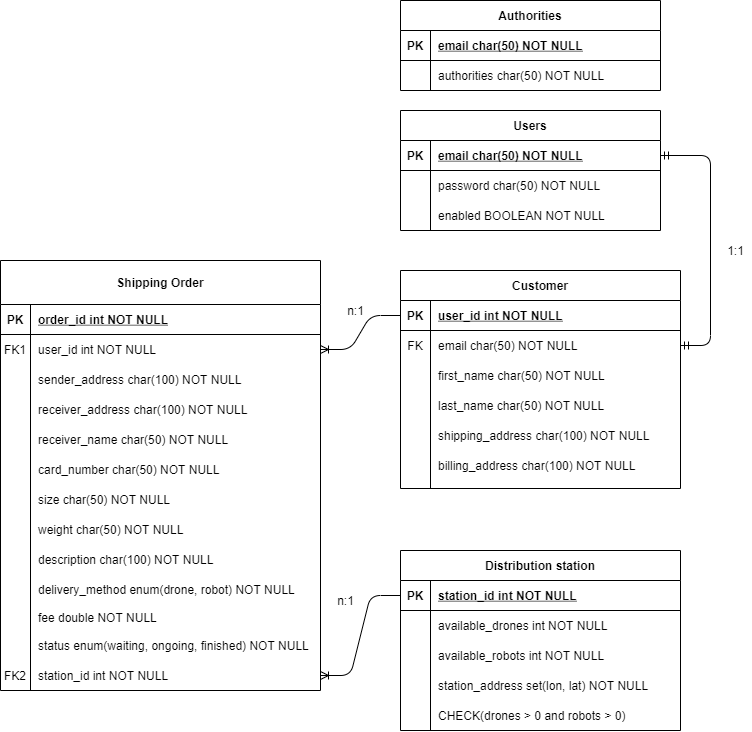 Authorities
PK email char(50) NOT NULL
authorities char(50) NOT NULL
Users
PK email char(50) NOT NULL
password char(50) NOT NULL
enabled BOOLEAN NOT NULL
1:1
Shipping Order
PK order_id int NOT NULL
FK1 user_id int NOT NULL
sender_address char(100) NOT NULL
receiver_address char(100) NOT NULL
receiver_name char(50) NOT NULL
card_number char(50) NOT NULL
size char(50) NOT NULL
weight char(50) NOT NULL
description char(100) NOT NULL
delivery_method enum(drone, robot) NOT NULL
fee double NOT NULL
status enum(waiting, ongoing, finished) NOT NULL
FK2 station_id int NOT NULL
n:1
Customer
PK user_id int NOT NULL
FK email char(50) NOT NULL
first_name char(50) NOT NULL
last_name char(50) NOT NULL
shipping_address char(100) NOT NULL
billing_address char(100) NOT NULL
n:1
Distribution station
PK station_id int NOT NULL
available_drones int NOT NULL
available_robots int NOT NULL
station_address set(lon, lat) NOT NULL
CHECK(drones > 0 and robots > 0)